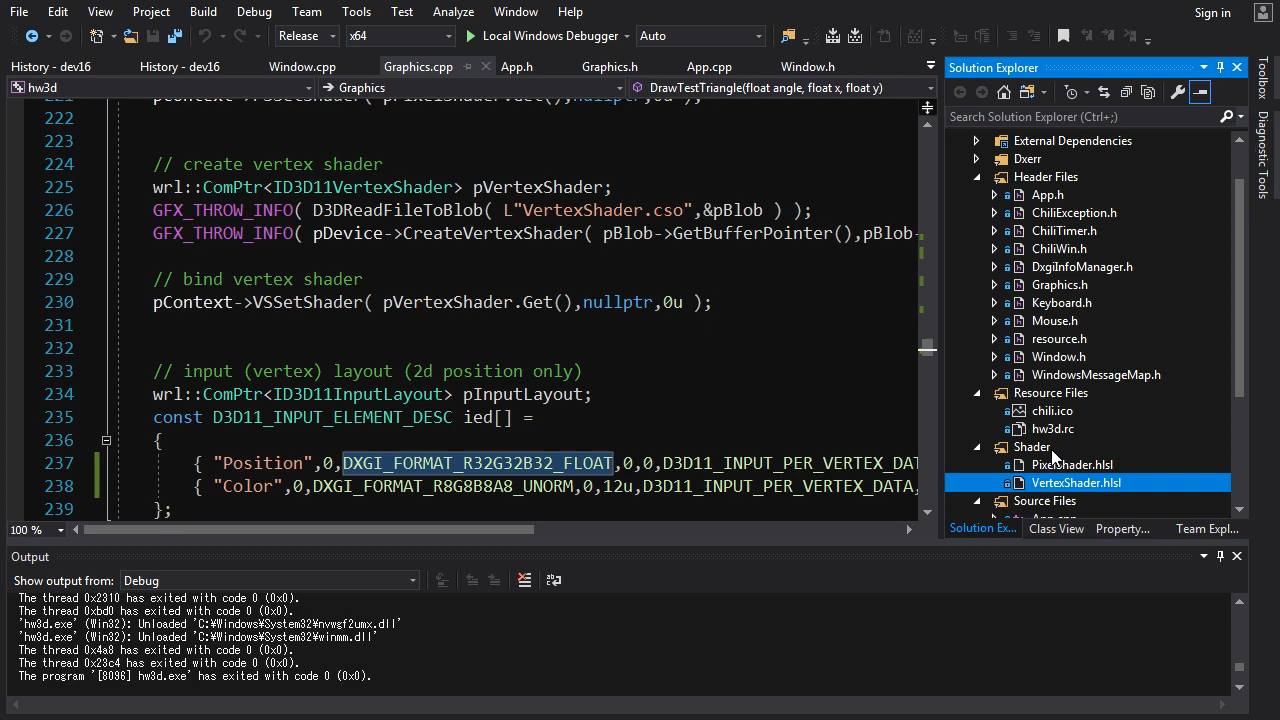 File Edit View Project Build Debug Team Tools Test Analyze Window Help Sign in
Release x64 Local Windows Debugger Auto
History - dev16 History - dev16 Window.cpp Graphics.cpp App.h Graphics.h App.cpp Window.h
hw3d Graphics DrawTestTriangle(float angle, float x, float y)
222
223
224 // create vertex shader
225 wrl::ComPtr<ID3D11VertexShader> pVertexShader;
226 GFX_THROW_INFO( D3DReadFileToBlob( L"VertexShader.cso",&pBlob ) );
227 GFX_THROW_INFO( pDevice->CreateVertexShader( pBlob->GetBufferPointer(),pBlob-
228
229 // bind vertex shader
230 pContext->VSSetShader( pVertexShader.Get(),nullptr,0u );
231
232
233 // input (vertex) layout (2d position only)
234 wrl::ComPtr<ID3D11InputLayout> pInputLayout;
235 const D3D11_INPUT_ELEMENT_DESC ied[] =
236 {
237 { "Position",0,DXGI_FORMAT_R32G32B32_FLOAT,0,0,D3D11_INPUT_PER_VERTEX_DAT
238 { "Color",0,DXGI_FORMAT_R8G8B8A8_UNORM,0,12u,D3D11_INPUT_PER_VERTEX_DATA,
239 };
100 %
Solution Explorer
Search Solution Explorer (Ctrl+;)
External Dependencies
Dxerr
Header Files
App.h
ChiliException.h
ChiliTimer.h
ChiliWin.h
DxgiInfoManager.h
Graphics.h
Keyboard.h
Mouse.h
resource.h
Window.h
WindowsMessageMap.h
Resource Files
chili.ico
hw3d.rc
Shader
PixelShader.hlsl
VertexShader.hlsl
Source Files
Solution Ex... Class View Property... Team Expl...
Toolbox
Diagnostic Tools
Output
Show output from: Debug
The thread 0x2310 has exited with code 0 (0x0).
The thread 0xbd0 has exited with code 0 (0x0).
'hw3d.exe' (Win32): Unloaded 'C:¥Windows¥System32¥nvwgf2umx.dll'
'hw3d.exe' (Win32): Unloaded 'C:¥Windows¥System32¥winmm.dll'
The thread 0x4a8 has exited with code 0 (0x0).
The thread 0x23c4 has exited with code 0 (0x0).
The program '[8096] hw3d.exe' has exited with code 0 (0x0).